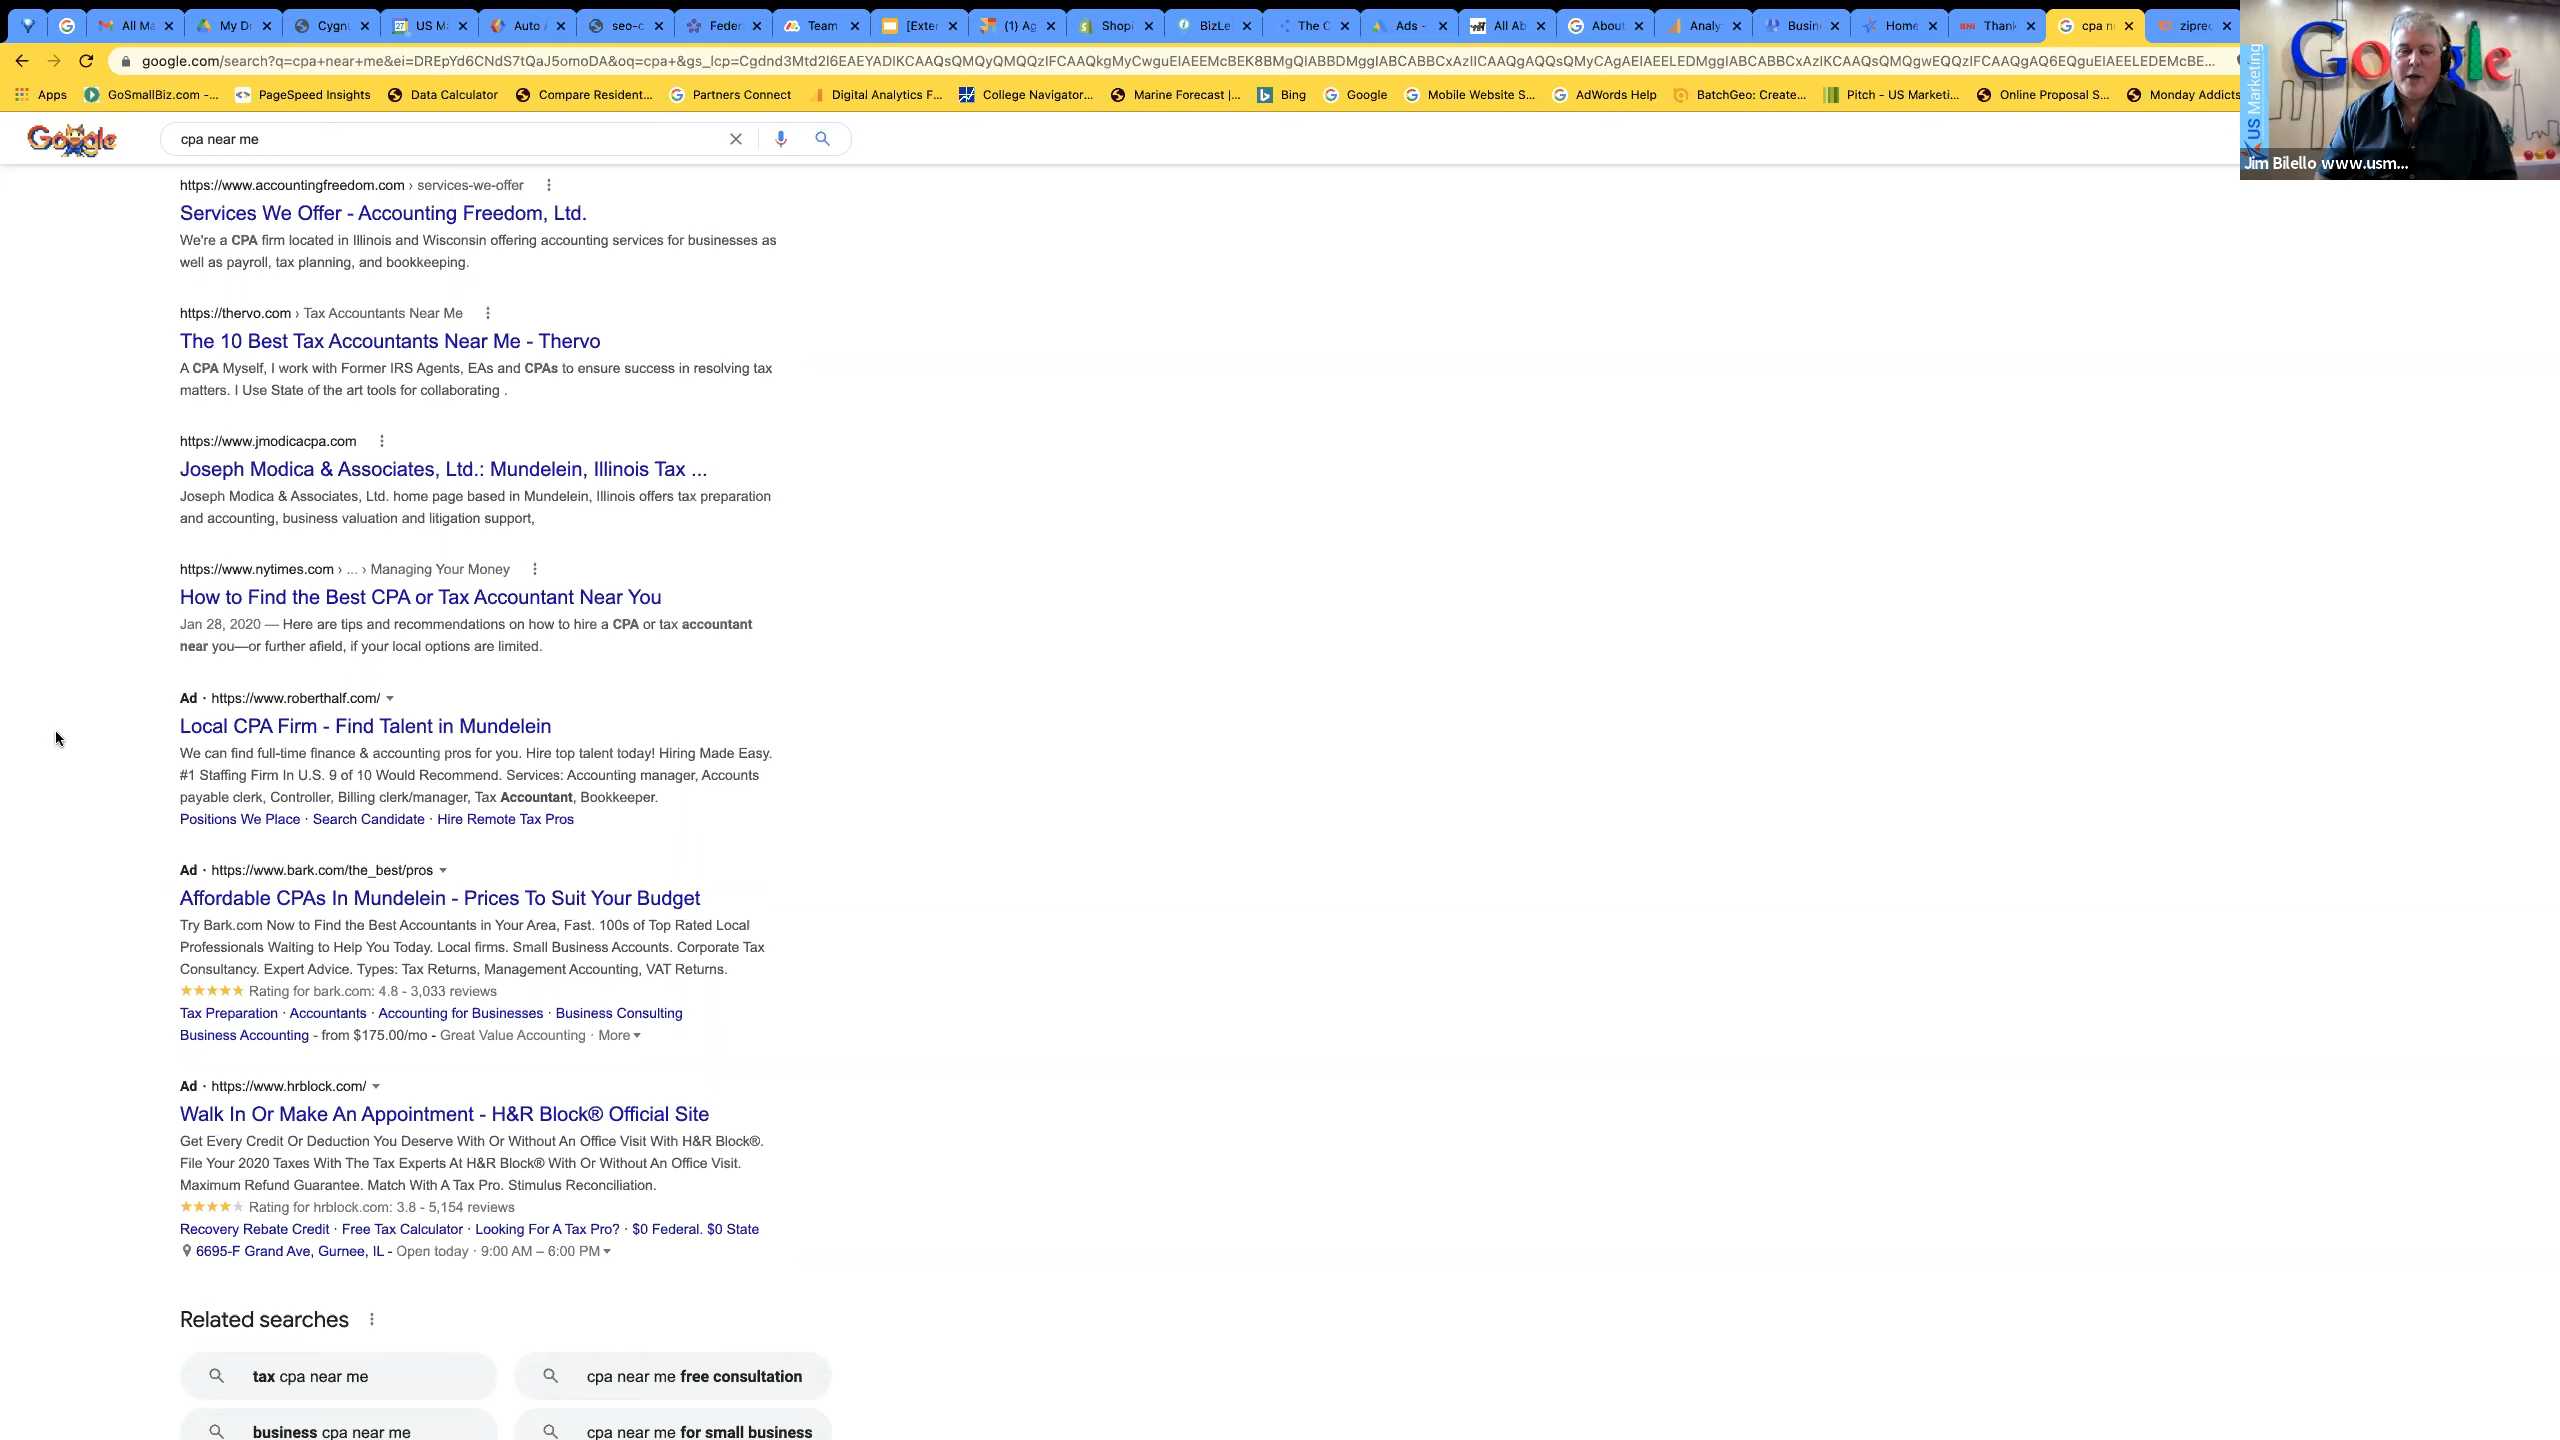 All Ma
My Dr
Cygnu
US Ma
Auto
seo-c
Feder
Team
[Exter
(1) Ag
Shopi
BizLe
The C
Ads -
All Ab
About
Analy
Busin
Home
Thank
cpa n
ziprec
google.com/search?q=cpa+near+me&ei=DREpYd6CNdS7tQaJ5omoDA&oq=cpa+&gs_lcp=
Apps
GoSmallBiz.com -...
PageSpeed Insights
Data Calculator
Compare Resident...
Partners Connect
Digital Analytics F...
College Navigator...
Marine Forecast |...
Bing
Google
Mobile Website S...
AdWords Help
BatchGeo: Create...
Pitch - US Marketi...
Online Proposal S...
Monday Addicts
Google
US Marketing
Jim Bilello www.usm...
Google
cpa near me
https://www.accountingfreedom.com › services-we-offer
Services We Offer - Accounting Freedom, Ltd.
We're a CPA firm located in Illinois and Wisconsin offering accounting services for businesses as
well as payroll, tax planning, and bookkeeping.
https://thervo.com › Tax Accountants Near Me
The 10 Best Tax Accountants Near Me - Thervo
A CPA Myself, I work with Former IRS Agents, EAs and CPAs to ensure success in resolving tax
matters. I Use State of the art tools for collaborating .
https://www.jmodicacpa.com
Joseph Modica & Associates, Ltd.: Mundelein, Illinois Tax ...
Joseph Modica & Associates, Ltd. home page based in Mundelein, Illinois offers tax preparation
and accounting, business valuation and litigation support,
https://www.nytimes.com › ... › Managing Your Money
How to Find the Best CPA or Tax Accountant Near You
Jan 28, 2020 — Here are tips and recommendations on how to hire a CPA or tax accountant
near you—or further afield, if your local options are limited.
Ad · https://www.roberthalf.com/
Local CPA Firm - Find Talent in Mundelein
We can find full-time finance & accounting pros for you. Hire top talent today! Hiring Made Easy.
#1 Staffing Firm In U.S. 9 of 10 Would Recommend. Services: Accounting manager, Accounts
payable clerk, Controller, Billing clerk/manager, Tax Accountant, Bookkeeper.
Positions We Place · Search Candidate · Hire Remote Tax Pros
Ad · https://www.bark.com/the_best/pros
Affordable CPAs In Mundelein - Prices To Suit Your Budget
Try Bark.com Now to Find the Best Accountants in Your Area, Fast. 100s of Top Rated Local
Professionals Waiting to Help You Today. Local firms. Small Business Accounts. Corporate Tax
Consultancy. Expert Advice. Types: Tax Returns, Management Accounting, VAT Returns.
Rating for bark.com: 4.8 - 3,033 reviews
Tax Preparation · Accountants · Accounting for Businesses · Business Consulting
Business Accounting - from $175.00/mo - Great Value Accounting · More
Ad · https://www.hrblock.com/
Walk In Or Make An Appointment - H&R Block® Official Site
Get Every Credit Or Deduction You Deserve With Or Without An Office Visit With H&R Block®.
File Your 2020 Taxes With The Tax Experts At H&R Block® With Or Without An Office Visit.
Maximum Refund Guarantee. Match With A Tax Pro. Stimulus Reconciliation.
Rating for hrblock.com: 3.8 - 5,154 reviews
Recovery Rebate Credit · Free Tax Calculator · Looking For A Tax Pro? · $0 Federal. $0 State
6695-F Grand Ave, Gurnee, IL - Open today · 9:00 AM – 6:00 PM
Related searches
tax cpa near me
cpa near me free consultation
business cpa near me
cpa near me for small business